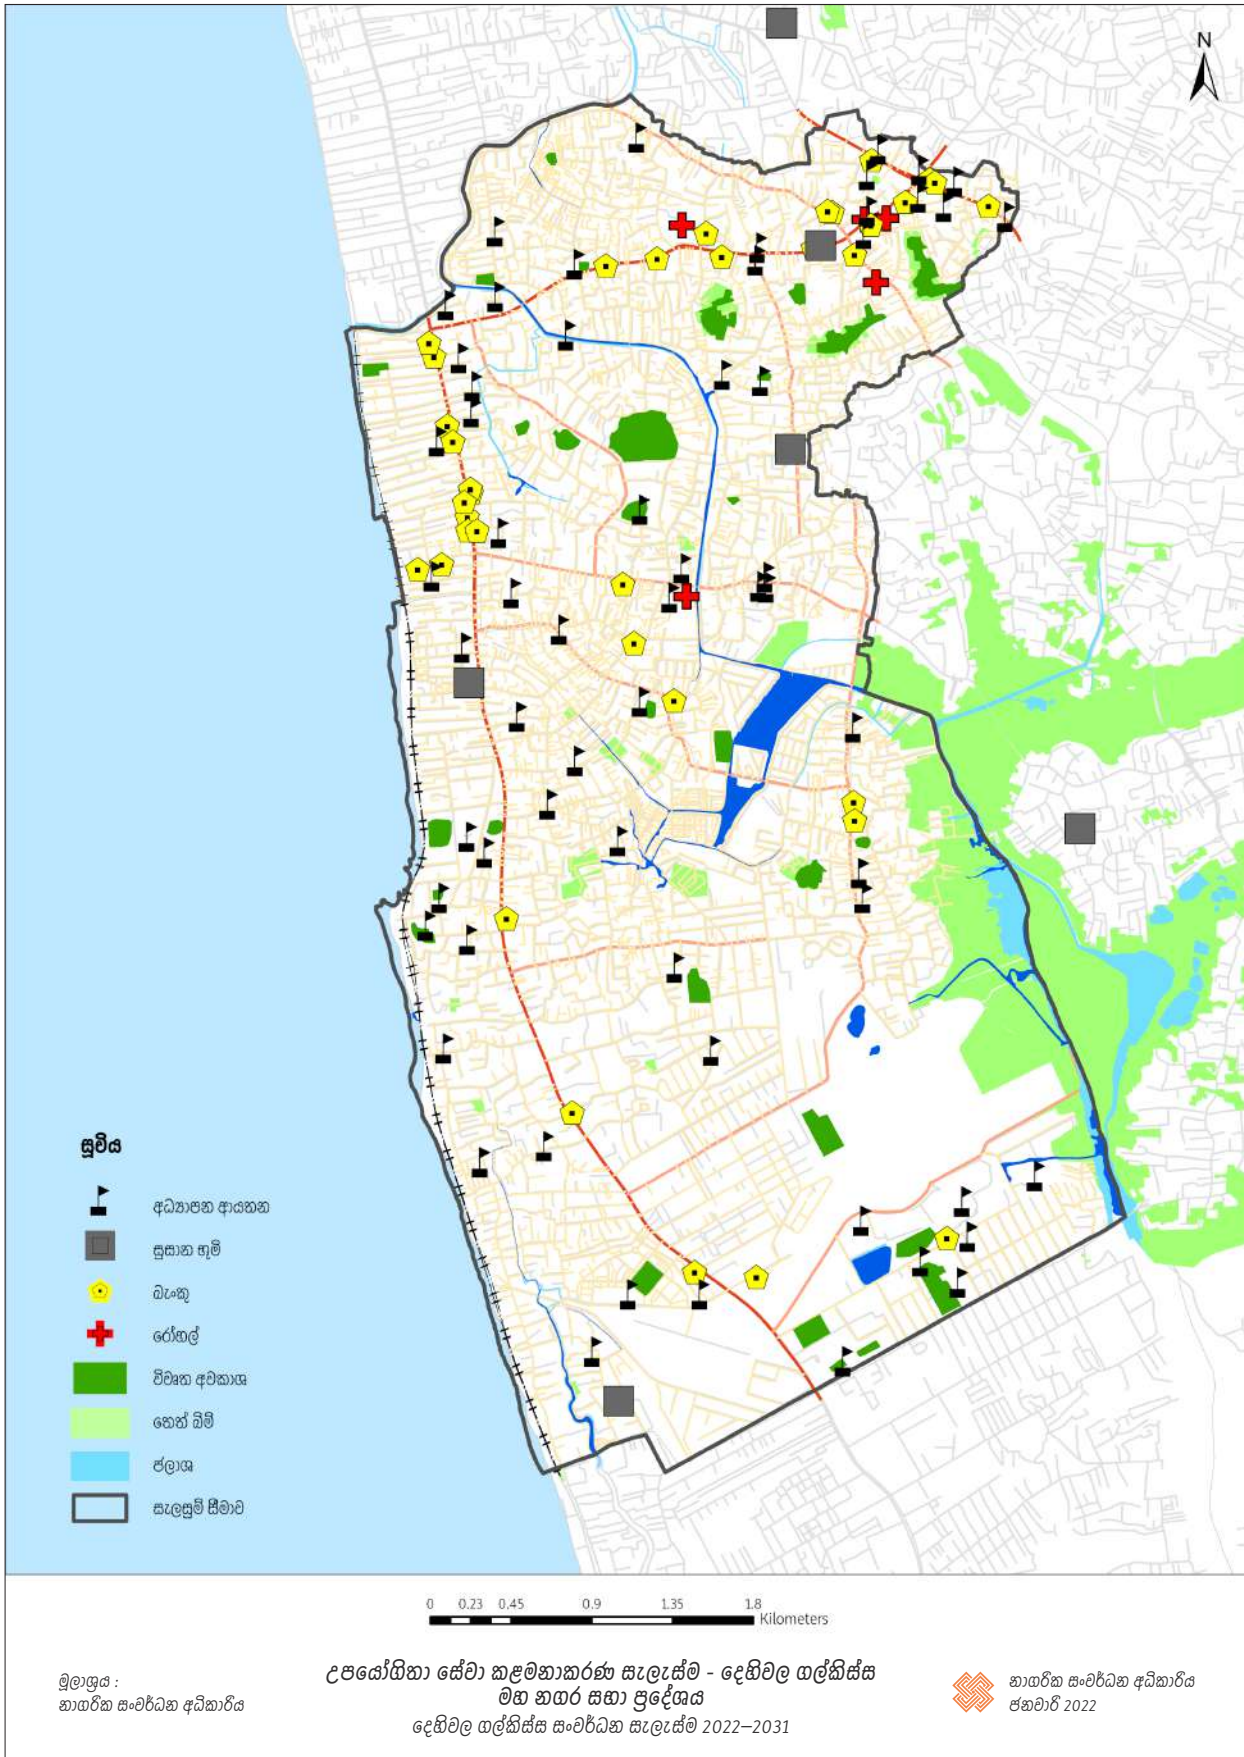 N
සූචිය
අධ්‍යාපන ආයතන
සුසාන භූමි
බැංකු
රෝහල්
විවෘත අවකාශ
තෙත් බිම්
ජලාශ
සැලසුම් සීමාව
0 0.23 0.45 0.9 1.35 1.8
Kilometers
මූලාශ්‍රය :
නාගරික සංවර්ධන අධිකාරිය
උපයෝගිතා සේවා කළමනාකරණ සැලැස්ම - දෙහිවල ගල්කිස්ස
මහ නගර සභා ප්‍රදේශය
දෙහිවල ගල්කිස්ස සංවර්ධන සැලැස්ම 2022–2031
නාගරික සංවර්ධන අධිකාරිය
ජනවාරි 2022